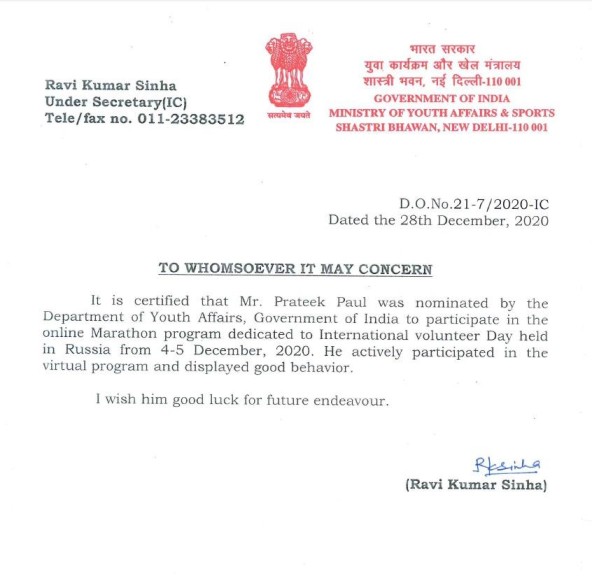 Ravi Kumar Sinha
Under Secretary(IC)
Tele/fax no. 011-23383512
सत्यमेव जयते
भारत सरकार
युवा कार्यक्रम और खेल मंत्रालय
शास्त्री भवन, नई दिल्ली-110 001
GOVERNMENT OF INDIA
MINISTRY OF YOUTH AFFAIRS & SPORTS
SHASTRI BHAWAN, NEW DELHI-110 001
D.O.No.21-7/2020-IC
Dated the 28th December, 2020
TO WHOMSOEVER IT MAY CONCERN
It is certified that Mr. Prateek Paul was nominated by the
Department of Youth Affairs, Government of India to participate in the
online Marathon program dedicated to International volunteer Day held
in Russia from 4-5 December, 2020. He actively participated in the
virtual program and displayed good behavior.
I wish him good luck for future endeavour.
RKSinha
(Ravi Kumar Sinha)